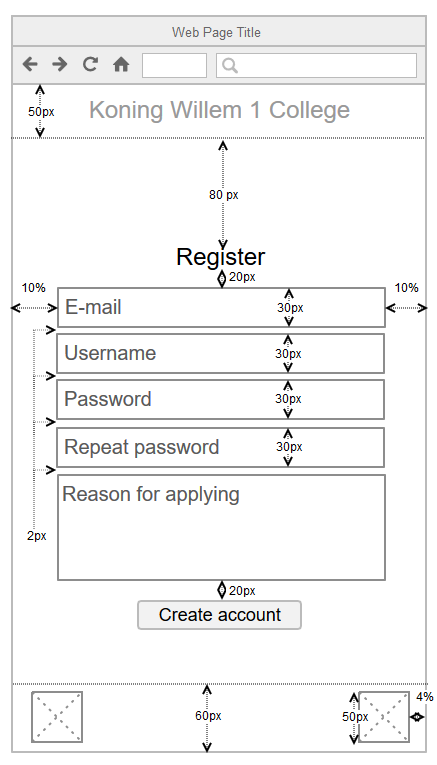 Web Page Title
50px
Koning Willem 1 College
80 px
Register
20px
10%
10%
E-mail
30px
Username
30px
Password
30px
Repeat password
30px
Reason for applying
2px
20px
Create account
4%
60px
50px